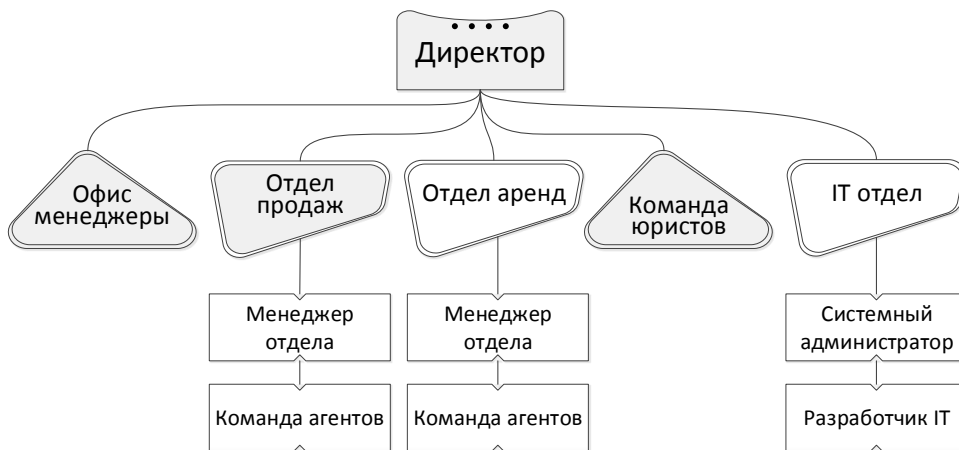 Директор
Офис
менеджеры
Отдел
продаж
Отдел аренд
Команда
юристов
IT отдел
Менеджер
отдела
Менеджер
отдела
Системный
администратор
Команда агентов
Команда агентов
Разработчик IT